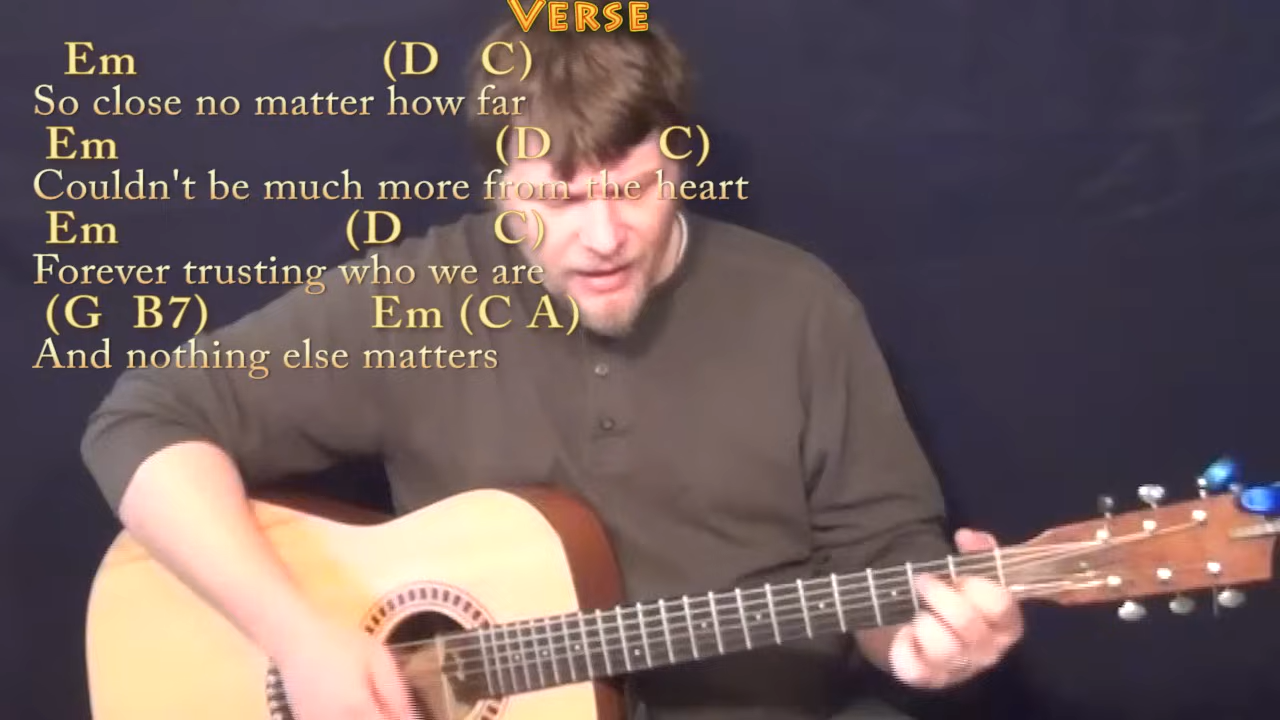 VERSE
Em (D C)
So close no matter how far
Em (D C)
Couldn't be much more from the heart
Em (D C)
Forever trusting who we are
(G B7) Em (C A)
And nothing else matters